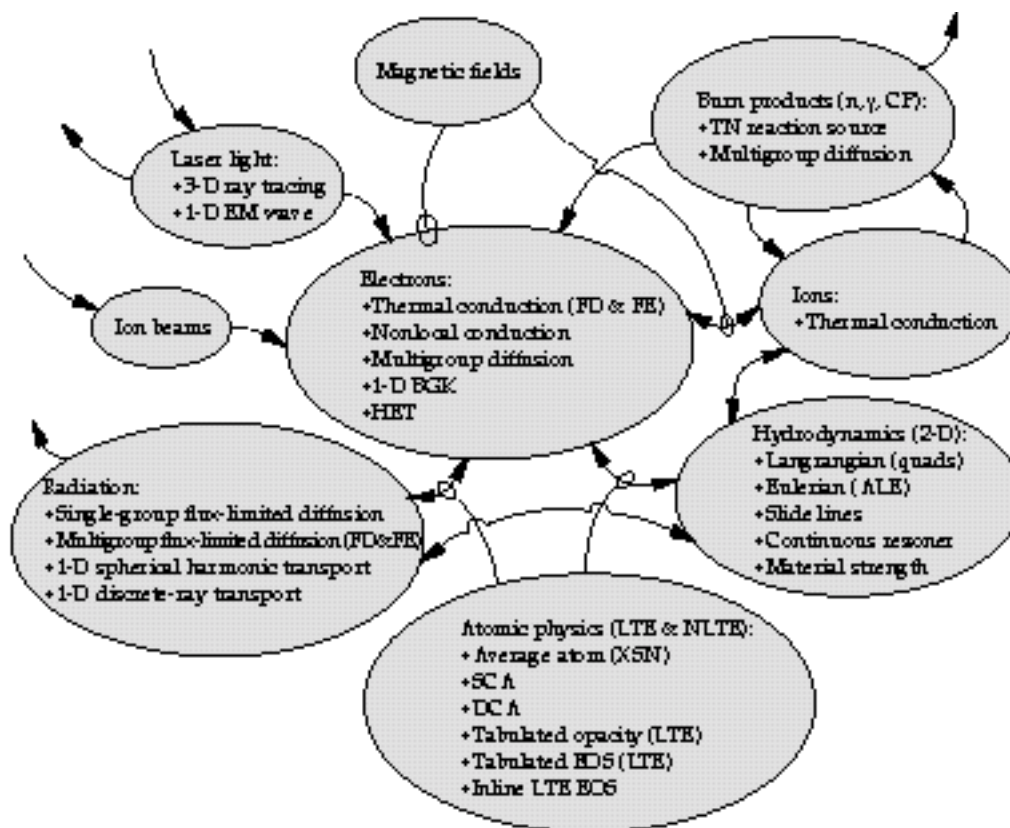 Magnetic fields
Burn products (n, γ, CP):
•TN reaction source
•Multigroup diffusion
Laser light:
•3-D ray tracing
•1-D EM wave
Electrons:
•Thermal conduction (FD & FE)
•Nonlocal conduction
•Multigroup diffusion
•1-D BGK
•HET
Ions:
•Thermal conduction
Ion beams
Hydrodynamics (2-D):
•Langrangian (quads)
•Eulerian (ALE)
•Slide lines
•Continuous rezoner
•Material strength
Radiation:
•Single-group flux-limited diffusion
•Multigroup flux-limited diffusion (FD&FE)
•1-D spherical harmonic transport
•1-D discrete-ray transport
Atomic physics (LTE & NLTE):
•Average atom (XSN)
•SCA
•DCA
•Tabulated opacity (LTE)
•Tabulated EOS (LTE)
•Inline LTE EOS